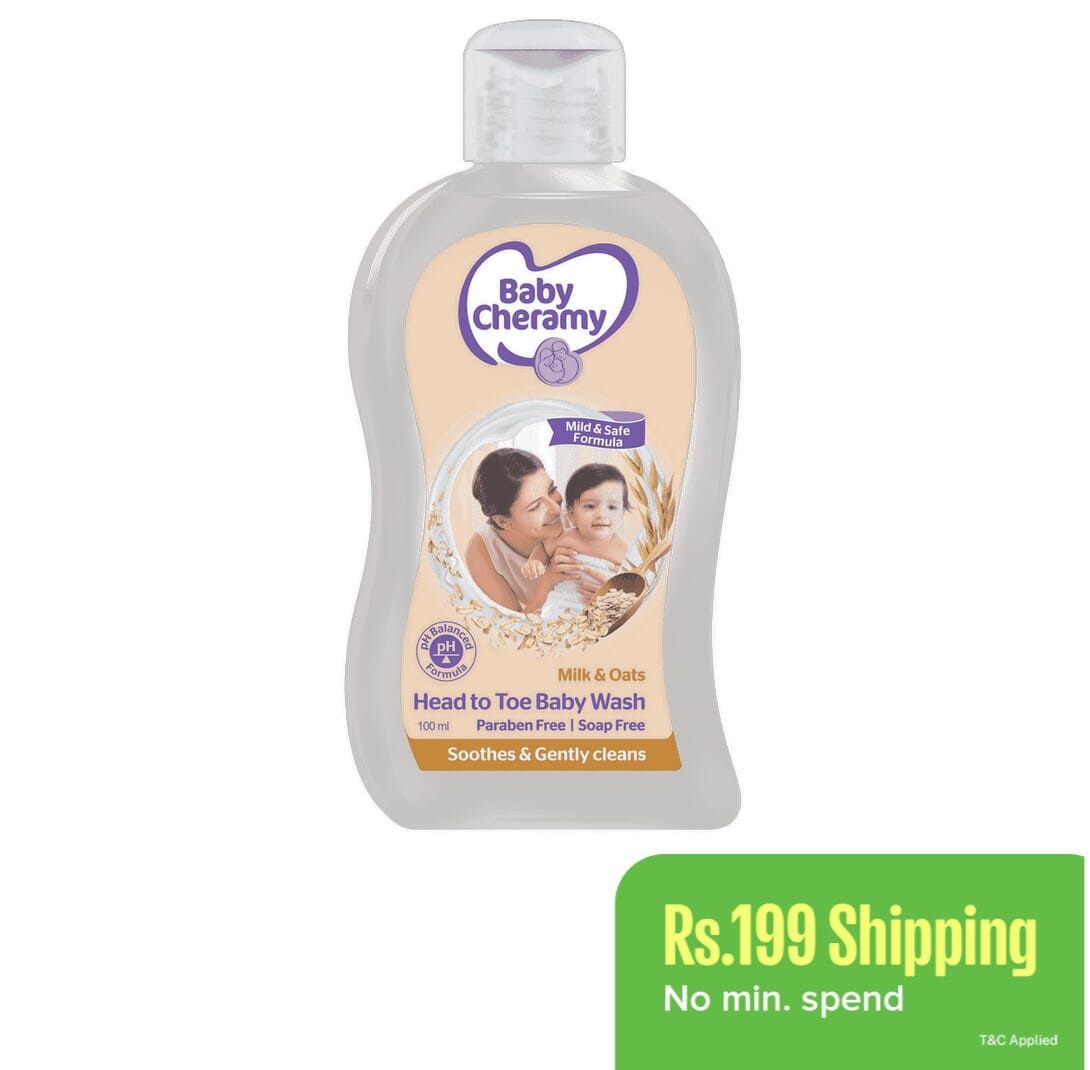 Baby
Cheramy
Mild & Safe
Formula
pH Balanced
pH
Formula
Milk & Oats
Head to Toe Baby Wash
100 ml
Paraben Free | Soap Free
Soothes & Gently cleans
Rs.199 Shipping
No min. spend
T&C Applied